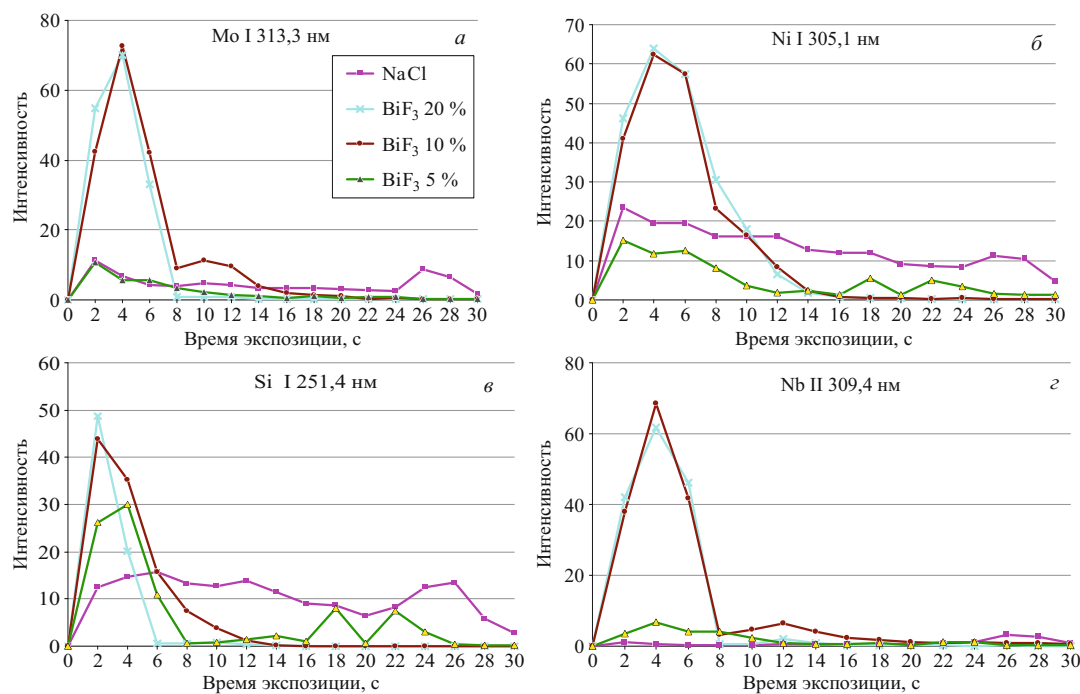 Mo I 313,3 нм
а
NaCl
BiF₃ 20 %
BiF₃ 10 %
BiF₃ 5 %
Интенсивность
80
60
40
20
0
0 2 4 6 8 10 12 14 16 18 20 22 24 26 28 30
Время экспозиции, с
Ni I 305,1 нм
б
Интенсивность
70
60
50
40
30
20
10
0
0 2 4 6 8 10 12 14 16 18 20 22 24 26 28 30
Время экспозиции, с
Si I 251,4 нм
в
Интенсивность
60
50
40
30
20
10
0
0 2 4 6 8 10 12 14 16 18 20 22 24 26 28 30
Время экспозиции, с
Nb II 309,4 нм
г
Интенсивность
80
60
40
20
0
0 2 4 6 8 10 12 14 16 18 20 22 24 26 28 30
Время экспозиции, с